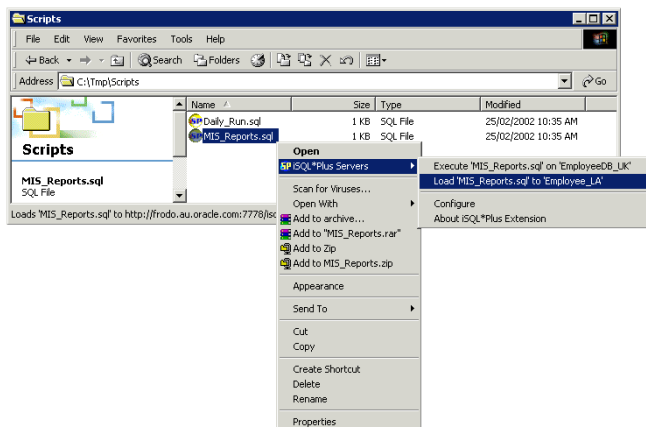 Scripts
File Edit View Favorites Tools Help
Back Search Folders
Address C:\Tmp\Scripts Go
Name Size Type Modified
Daily_Run.sql 1 KB SQL File 25/02/2002 10:35 AM
MIS_Reports.sql 1 KB SQL File 25/02/2002 10:35 AM
Scripts
MIS_Reports.sql
SQL File
Loads 'MIS_Reports.sql' to http://frodo.au.oracle.com:7778/isq
Open
iSQL*Plus Servers
Scan for Viruses...
Open With
Add to archive...
Add to "MIS_Reports.rar"
Add to Zip
Add to MIS_Reports.zip
Appearance
Send To
Cut
Copy
Create Shortcut
Delete
Rename
Properties
Execute 'MIS_Reports.sql' on 'EmployeeDB_UK'
Load 'MIS_Reports.sql' to 'Employee_LA'
Configure
About iSQL*Plus Extension